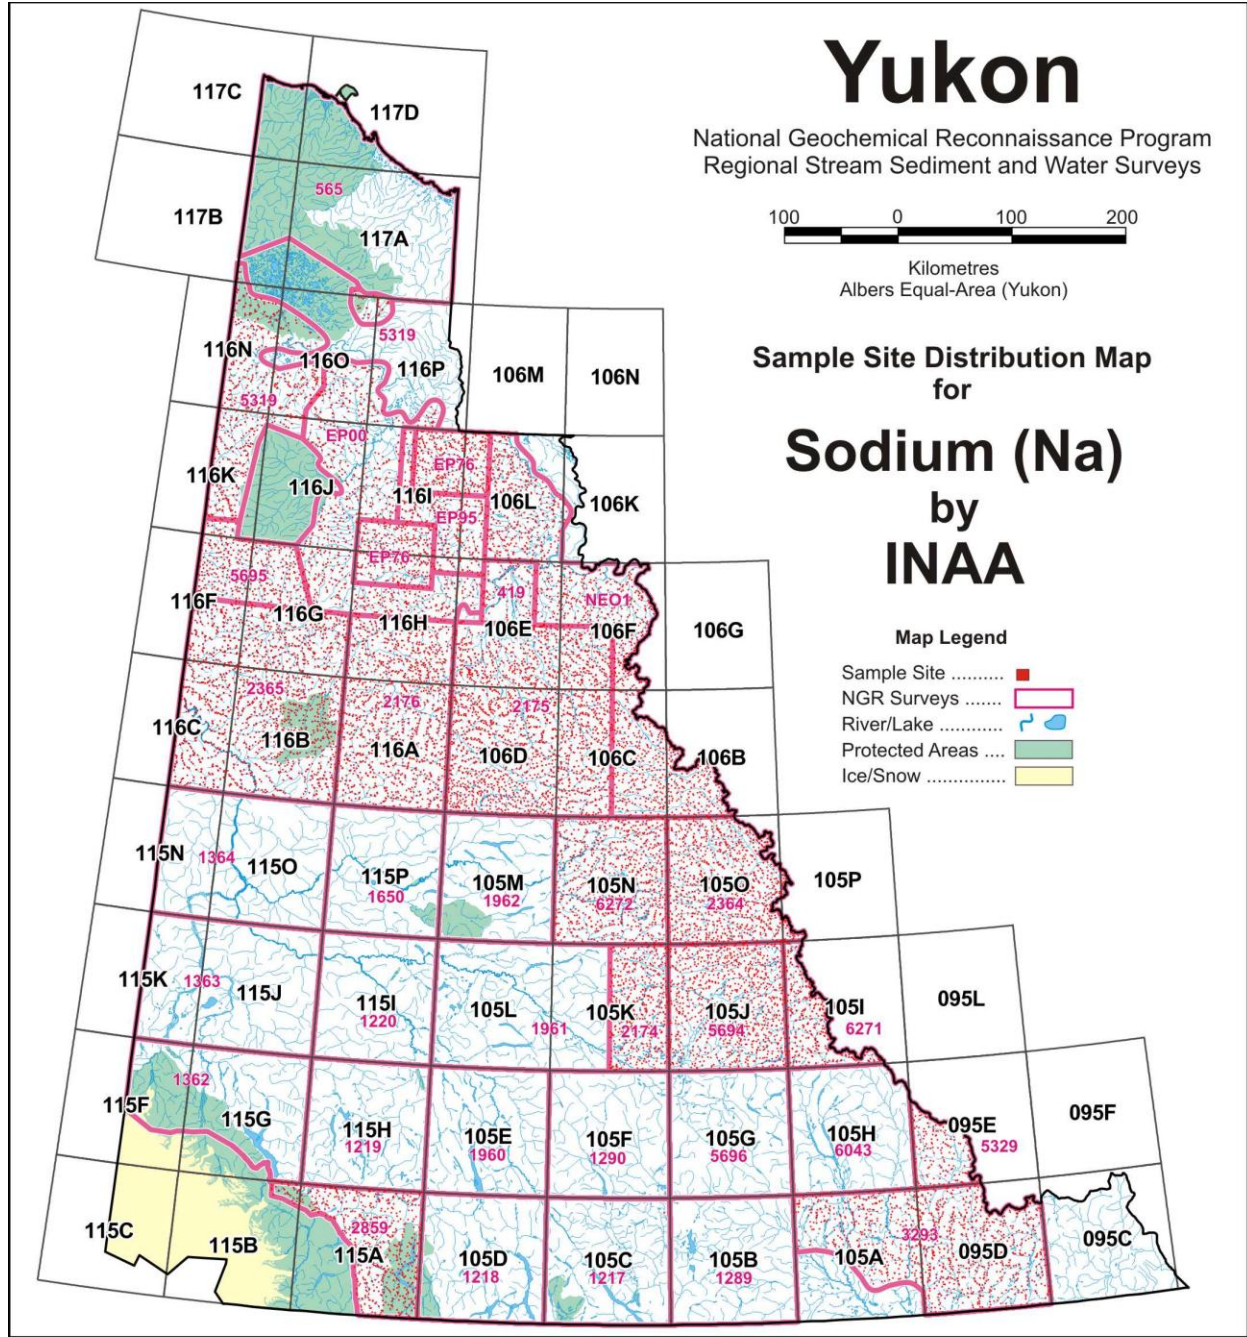 Yukon
National Geochemical Reconnaissance Program
Regional Stream Sediment and Water Surveys
100 0 100 200
Kilometres
Albers Equal-Area (Yukon)
Sample Site Distribution Map
for
Sodium (Na)
by
INAA
Map Legend
Sample Site ..........
NGR Surveys .......
River/Lake ............
Protected Areas ....
Ice/Snow ...............
117C
117D
565
117B
117A
5319
116N
116O
116P
106M
106N
5319
EP00
EP76
116K
116J
116I
106L
106K
EP95
EP76
5695
419
NEO1
116F
116G
116H
106E
106F
106G
2365
2176
2175
116C
116B
116A
106D
106C
106B
115N
1364
115O
115P
1650
105M
1962
105N
6272
105O
2364
105P
115K
1363
115J
115I
1220
105L
1961
105K
2174
105J
5694
105I
6271
095L
1362
115F
115G
115H
1219
105E
1960
105F
1290
105G
5696
105H
6043
095E
5329
095F
115C
115B
2859
115A
105D
1218
105C
1217
105B
1289
105A
3293
095D
095C